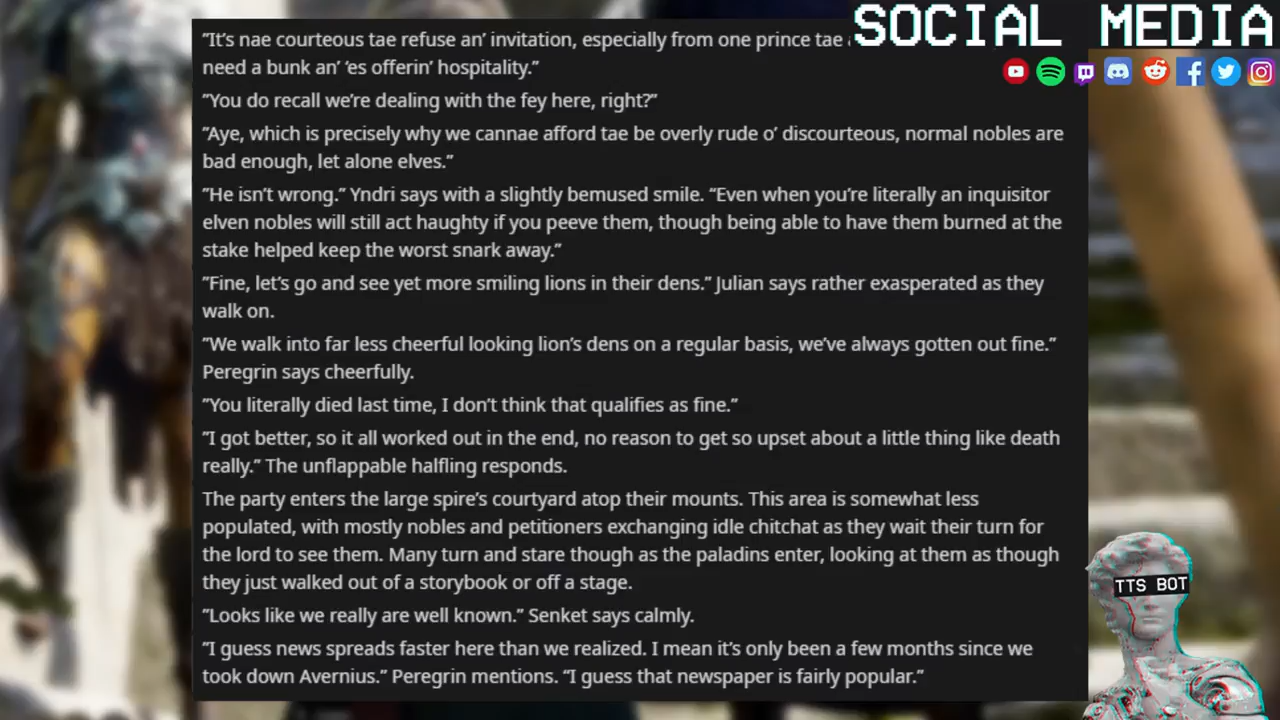 SOCIAL MEDIA
"It's nae courteous tae refuse an' invitation, especially from one prince tae
need a bunk an' 'es offerin' hospitality."
"You do recall we're dealing with the fey here, right?"
"Aye, which is precisely why we cannae afford tae be overly rude o' discourteous, normal nobles are
bad enough, let alone elves."
"He isn't wrong." Yndri says with a slightly bemused smile. "Even when you're literally an inquisitor
elven nobles will still act haughty if you peeve them, though being able to have them burned at the
stake helped keep the worst snark away."
"Fine, let's go and see yet more smiling lions in their dens." Julian says rather exasperated as they
walk on.
"We walk into far less cheerful looking lion's dens on a regular basis, we've always gotten out fine."
Peregrin says cheerfully.
"You literally died last time, I don't think that qualifies as fine."
"I got better, so it all worked out in the end, no reason to get so upset about a little thing like death
really." The unflappable halfling responds.
The party enters the large spire's courtyard atop their mounts. This area is somewhat less
populated, with mostly nobles and petitioners exchanging idle chitchat as they wait their turn for
the lord to see them. Many turn and stare though as the paladins enter, looking at them as though
they just walked out of a storybook or off a stage.
"Looks like we really are well known." Senket says calmly.
"I guess news spreads faster here than we realized. I mean it's only been a few months since we
took down Avernius." Peregrin mentions. "I guess that newspaper is fairly popular."
TTS BOT